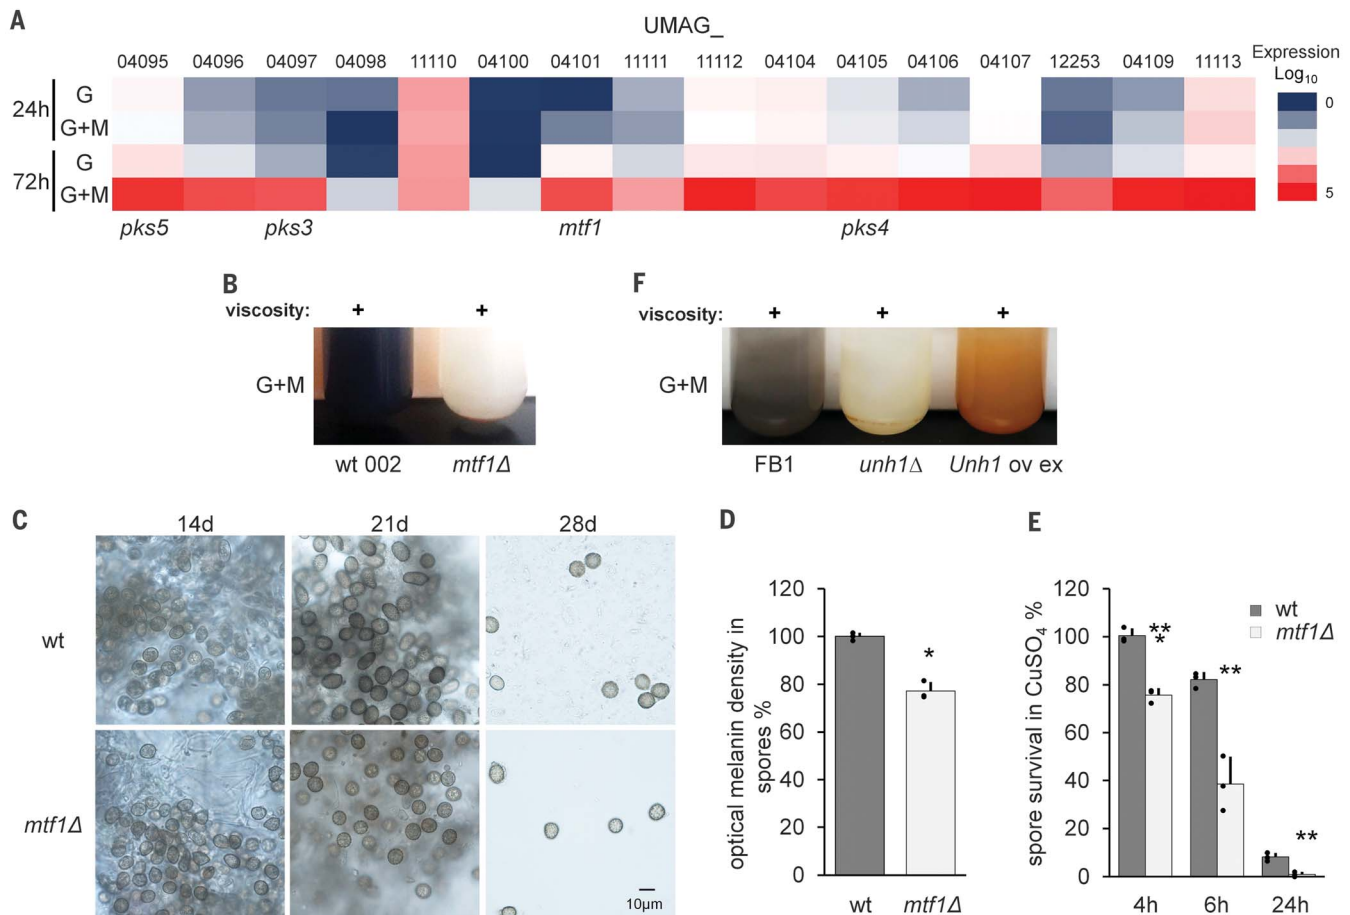 A
UMAG_
04095 04096 04097 04098 11110 04100 04101 11111 11112 04104 04105 04106 04107 12253 04109 11113
Expression
Log10
24h
G
G+M
72h
G
G+M
0
5
pks5 pks3 mtf1 pks4
B
viscosity: + +
G+M
wt 002 mtf1Δ
F
viscosity: + + +
G+M
FB1 unh1Δ Unh1 ov ex
C
14d 21d 28d
wt
mtf1Δ
10µm
D
optical melanin density in
spores %
120
100
80
60
40
20
0
*
wt mtf1Δ
E
spore survival in CuSO4 %
120
100
80
60
40
20
0
wt
mtf1Δ
**
*
**
**
4h 6h 24h